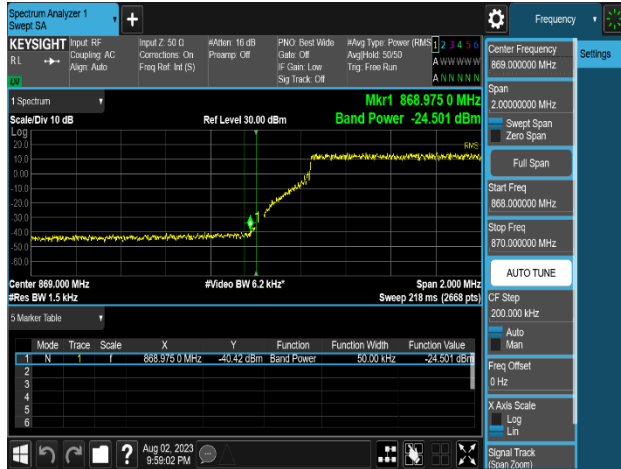 Spectrum Analyzer 1
Swept SA
+
Frequency
KEYSIGHT
RL
Input: RF
Coupling: AC
Align: Auto
Input Z: 50 Ω
Corrections: On
Freq Ref: Int (S)
#Atten: 16 dB
Preamp: Off
PNO: Best Wide
Gate: Off
IF Gain: Low
Sig Track: Off
#Avg Type: Power (RMS
Avg|Hold: 50/50
Trig: Free Run
1 2 3 4 5 6
A W W W W W
A N N N N N
Center Frequency
869.000000 MHz
Settings
Span
2.00000000 MHz
Swept Span
Zero Span
Full Span
Start Freq
868.000000 MHz
Stop Freq
870.000000 MHz
AUTO TUNE
CF Step
200.000 kHz
Auto
Man
Freq Offset
0 Hz
X Axis Scale
Log
Lin
Signal Track
(Span Zoom)
1 Spectrum
Scale/Div 10 dB
Ref Level 30.00 dBm
Mkr1 868.975 0 MHz
Band Power -24.501 dBm
Log
RMS
20.0
10.0
0.00
-10.0
-20.0
-30.0
-40.0
-50.0
-60.0
1
Center 869.000 MHz
#Video BW 6.2 kHz*
Span 2.000 MHz
#Res BW 1.5 kHz
Sweep 218 ms (2668 pts)
5 Marker Table
Mode Trace Scale X Y Function Function Width Function Value
1 N 1 f 868.975 0 MHz -40.42 dBm Band Power 50.00 kHz -24.501 dBm
2
3
4
5
6
?
Aug 02, 2023
9:59:02 PM